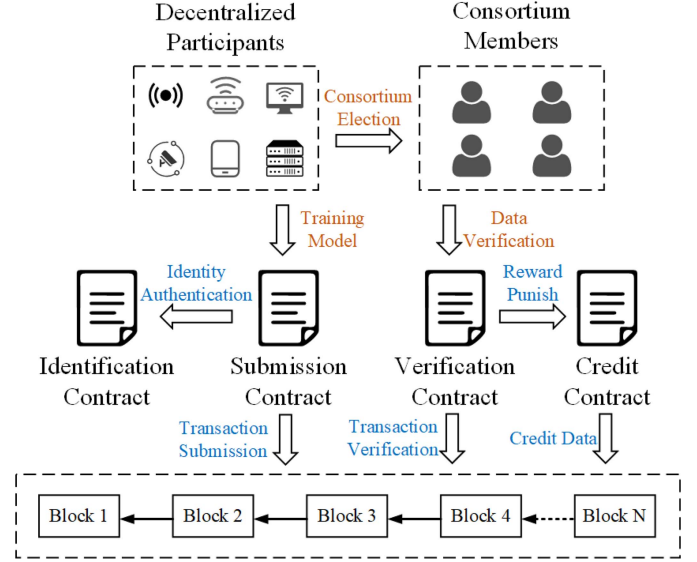 Decentralized
Participants
Consortium
Members
Consortium
Election
Training
Model
Data
Verification
Identity
Authentication
Reward
Punish
Identification
Contract
Submission
Contract
Verification
Contract
Credit
Contract
Transaction
Submission
Transaction
Verification
Credit Data
Block 1
Block 2
Block 3
Block 4
Block N